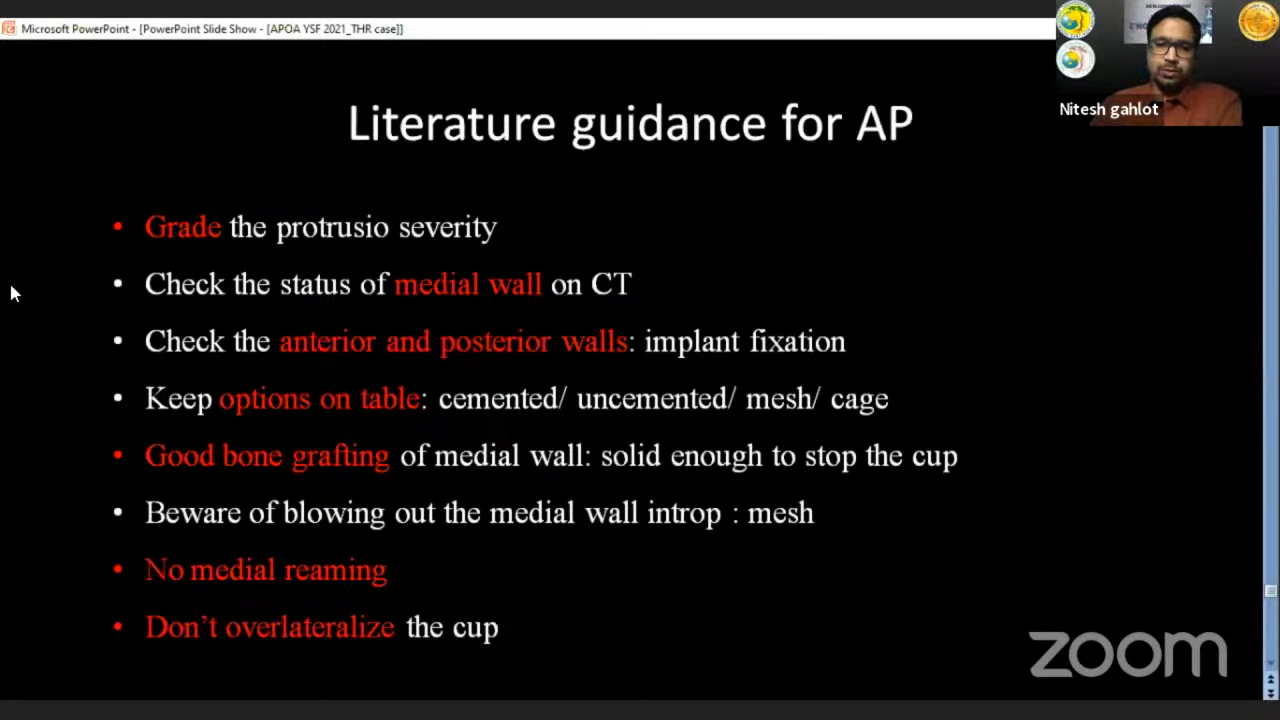 Microsoft PowerPoint - [PowerPoint Slide Show - [APOA YSF 2021_THR case]]
Nitesh gahlot
Literature guidance for AP
• Grade the protrusio severity
• Check the status of medial wall on CT
• Check the anterior and posterior walls: implant fixation
• Keep options on table: cemented/ uncemented/ mesh/ cage
• Good bone grafting of medial wall: solid enough to stop the cup
• Beware of blowing out the medial wall introp : mesh
• No medial reaming
• Don’t overlateralize the cup
zoom